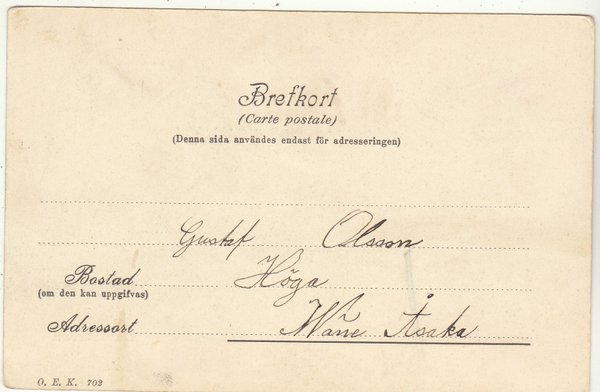 Brefkort
(Carte postale)
(Denna sida användes endast för adresseringen)
Gustaf Olsson
Bostad Höga
(om den kan uppgifvas)
Adressort Wäne Åsaka
O. E. K. 702